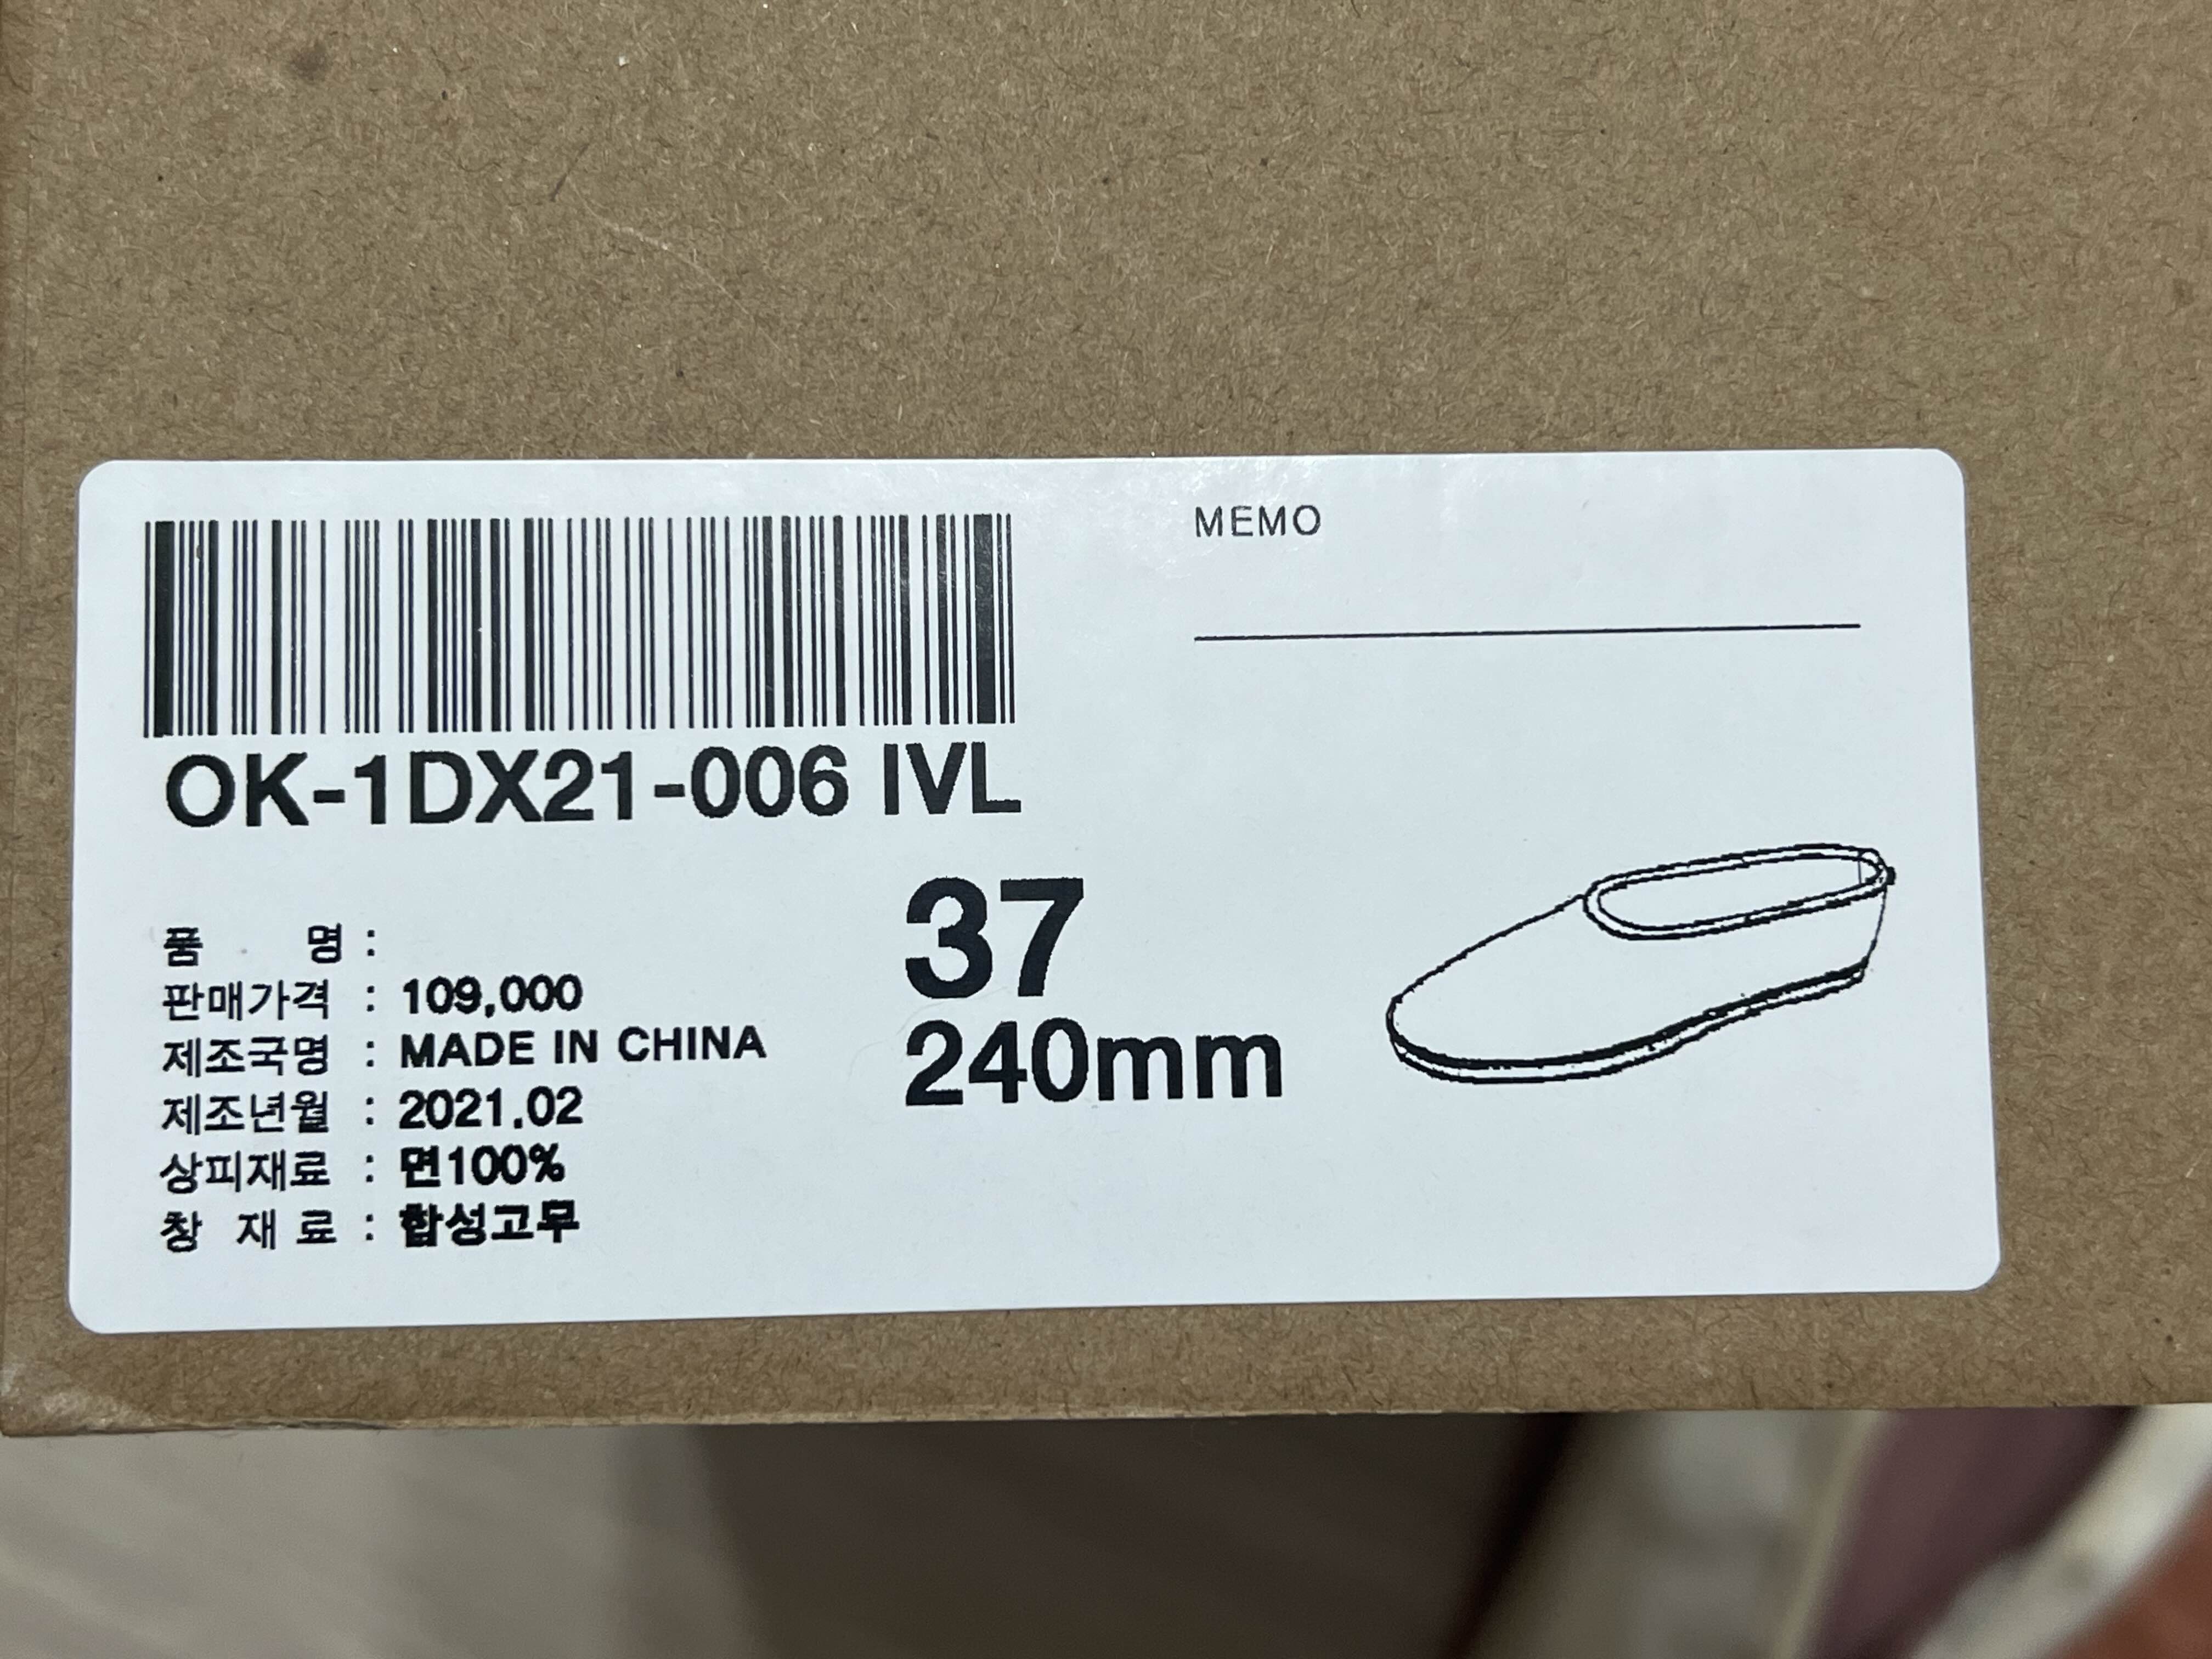 MEMO
OK-1DX21-006 IVL
37
240mm
품 명 :
판매가격 : 109,000
제조국명 : MADE IN CHINA
제조년월 : 2021.02
상피재료 : 면100%
창 재 료 : 합성고무